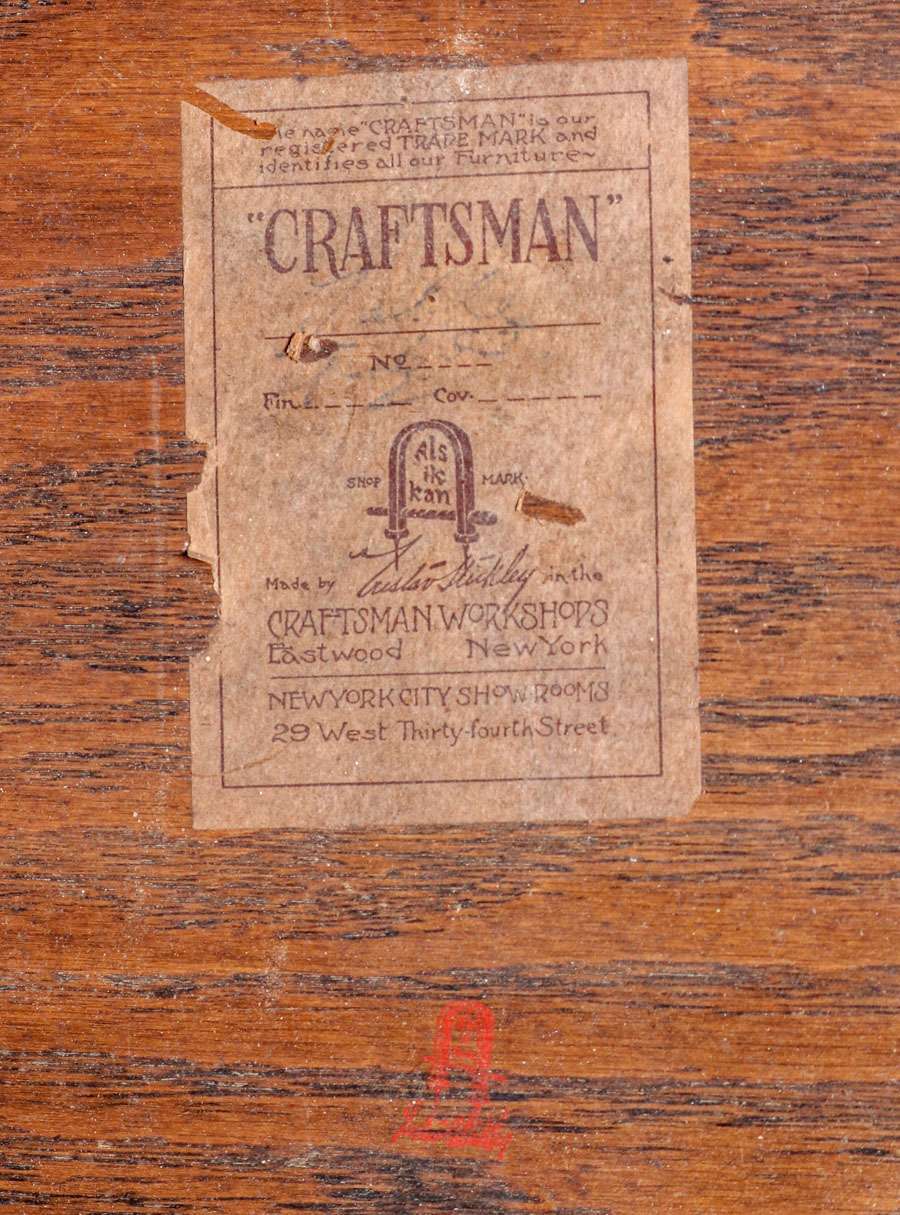 name "CRAFTSMAN" is our
registered TRADE MARK and
identifies all our Furniture~
"CRAFTSMAN"
No
Fin. Cov.
Als
ik
kan
SHOP MARK
Made by Gustav Stickley in the
CRAFTSMAN WORKSHOPS
Eastwood New York
NEW YORK CITY SHOW ROOMS
29 West Thirty-fourth Street.